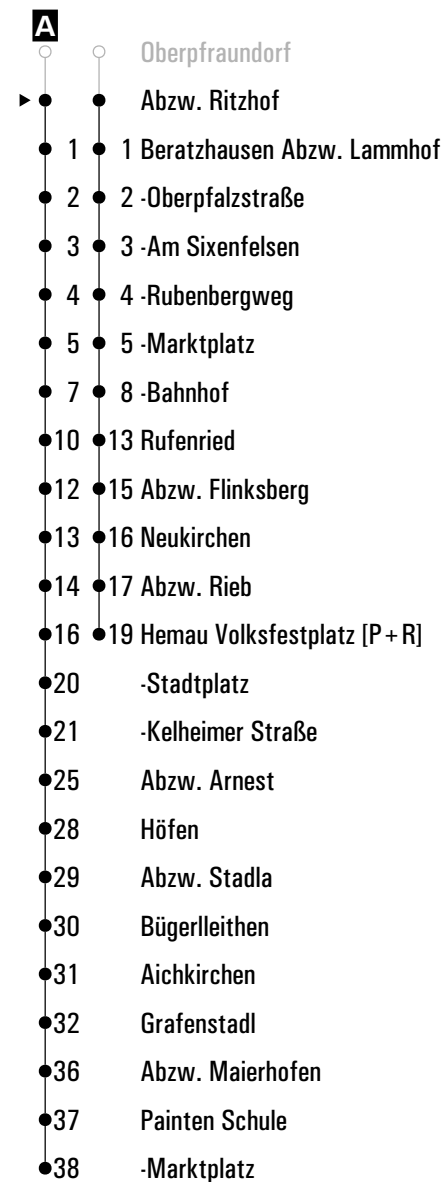 A
Oberpfraundorf
Abzw. Ritzhof
1 1 Beratzhausen Abzw. Lammhof
2 2 -Oberpfalzstraße
3 3 -Am Sixenfelsen
4 4 -Rubenbergweg
5 5 -Marktplatz
7 8 -Bahnhof
10 13 Rufenried
12 15 Abzw. Flinksberg
13 16 Neukirchen
14 17 Abzw. Rieb
16 19 Hemau Volksfestplatz [P+R]
20 -Stadtplatz
21 -Kelheimer Straße
25 Abzw. Arnest
28 Höfen
29 Abzw. Stadla
30 Bügerlleithen
31 Aichkirchen
32 Grafenstadl
36 Abzw. Maierhofen
37 Painten Schule
38 -Marktplatz